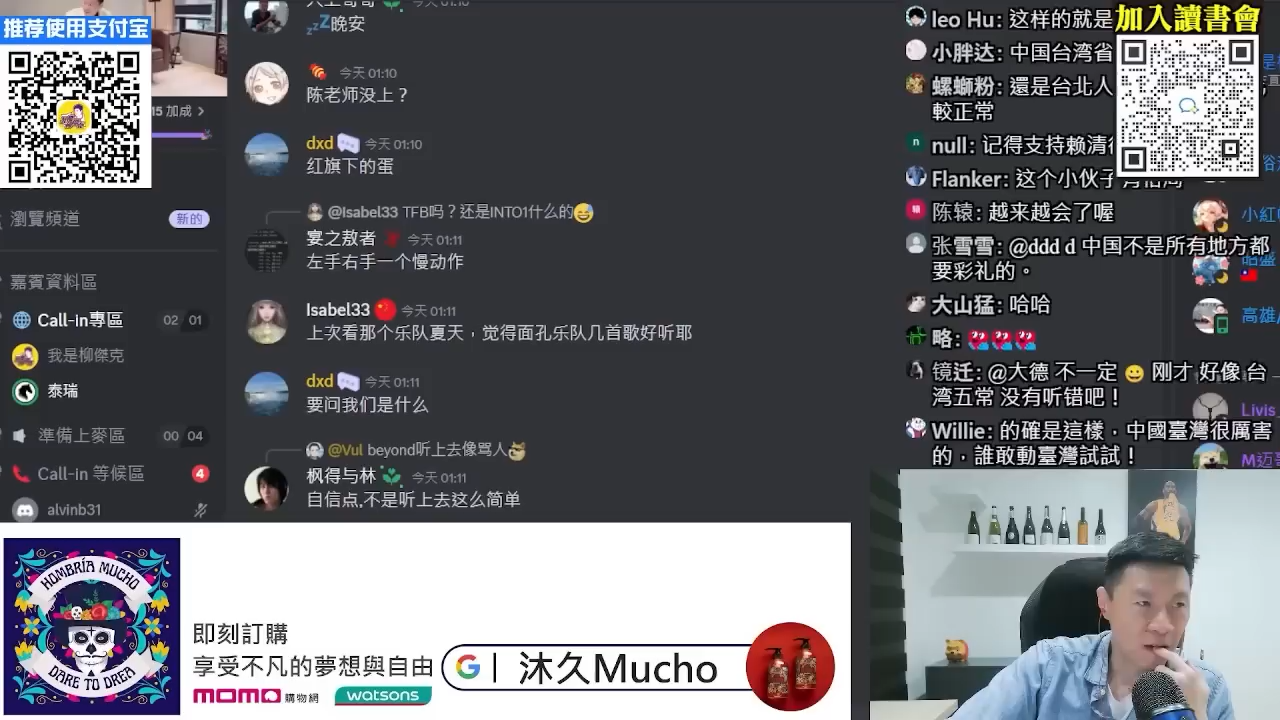 推荐使用支付宝
15 加成
瀏覽頻道
新的
嘉賓資料區
Call-in專區
02 01
我是柳傑克
泰瑞
準備上麥區
00 04
Call-in 等候區
4
alvinb31
今天 01:10
晚安
今天 01:10
陈老师没上？
dxd 今天 01:10
红旗下的蛋
@Isabel33 TFB吗？还是INTO1什么的
宴之敖者 今天 01:11
左手右手一个慢动作
Isabel33 今天 01:11
上次看那个乐队夏天，觉得面孔乐队几首歌好听耶
dxd 今天 01:11
要问我们是什么
@Vul beyond听上去像骂人
枫得与林 今天 01:11
自信点,不是听上去这么简单
加入讀書會
leo Hu: 这样的就是
小胖达: 中国台湾省
螺螄粉: 還是台北人
較正常
null: 记得支持赖清
Flanker: 这个小伙子
陈辕: 越来越会了喔
张雪雪: @ddd d 中国不是所有地方都
要彩礼的。
大山猛: 哈哈
略:
镜迁: @大德 不一定 😀 刚才 好像 台
湾五常 没有听错吧！
Willie: 的確是這樣，中國臺灣很厲害
的，誰敢動臺灣試試！
小紅
高雄
Livis
HOMBRÍA MUCHO
DARE TO DREA
即刻訂購
享受不凡的夢想與自由
momo 購物網
watsons
沐久Mucho